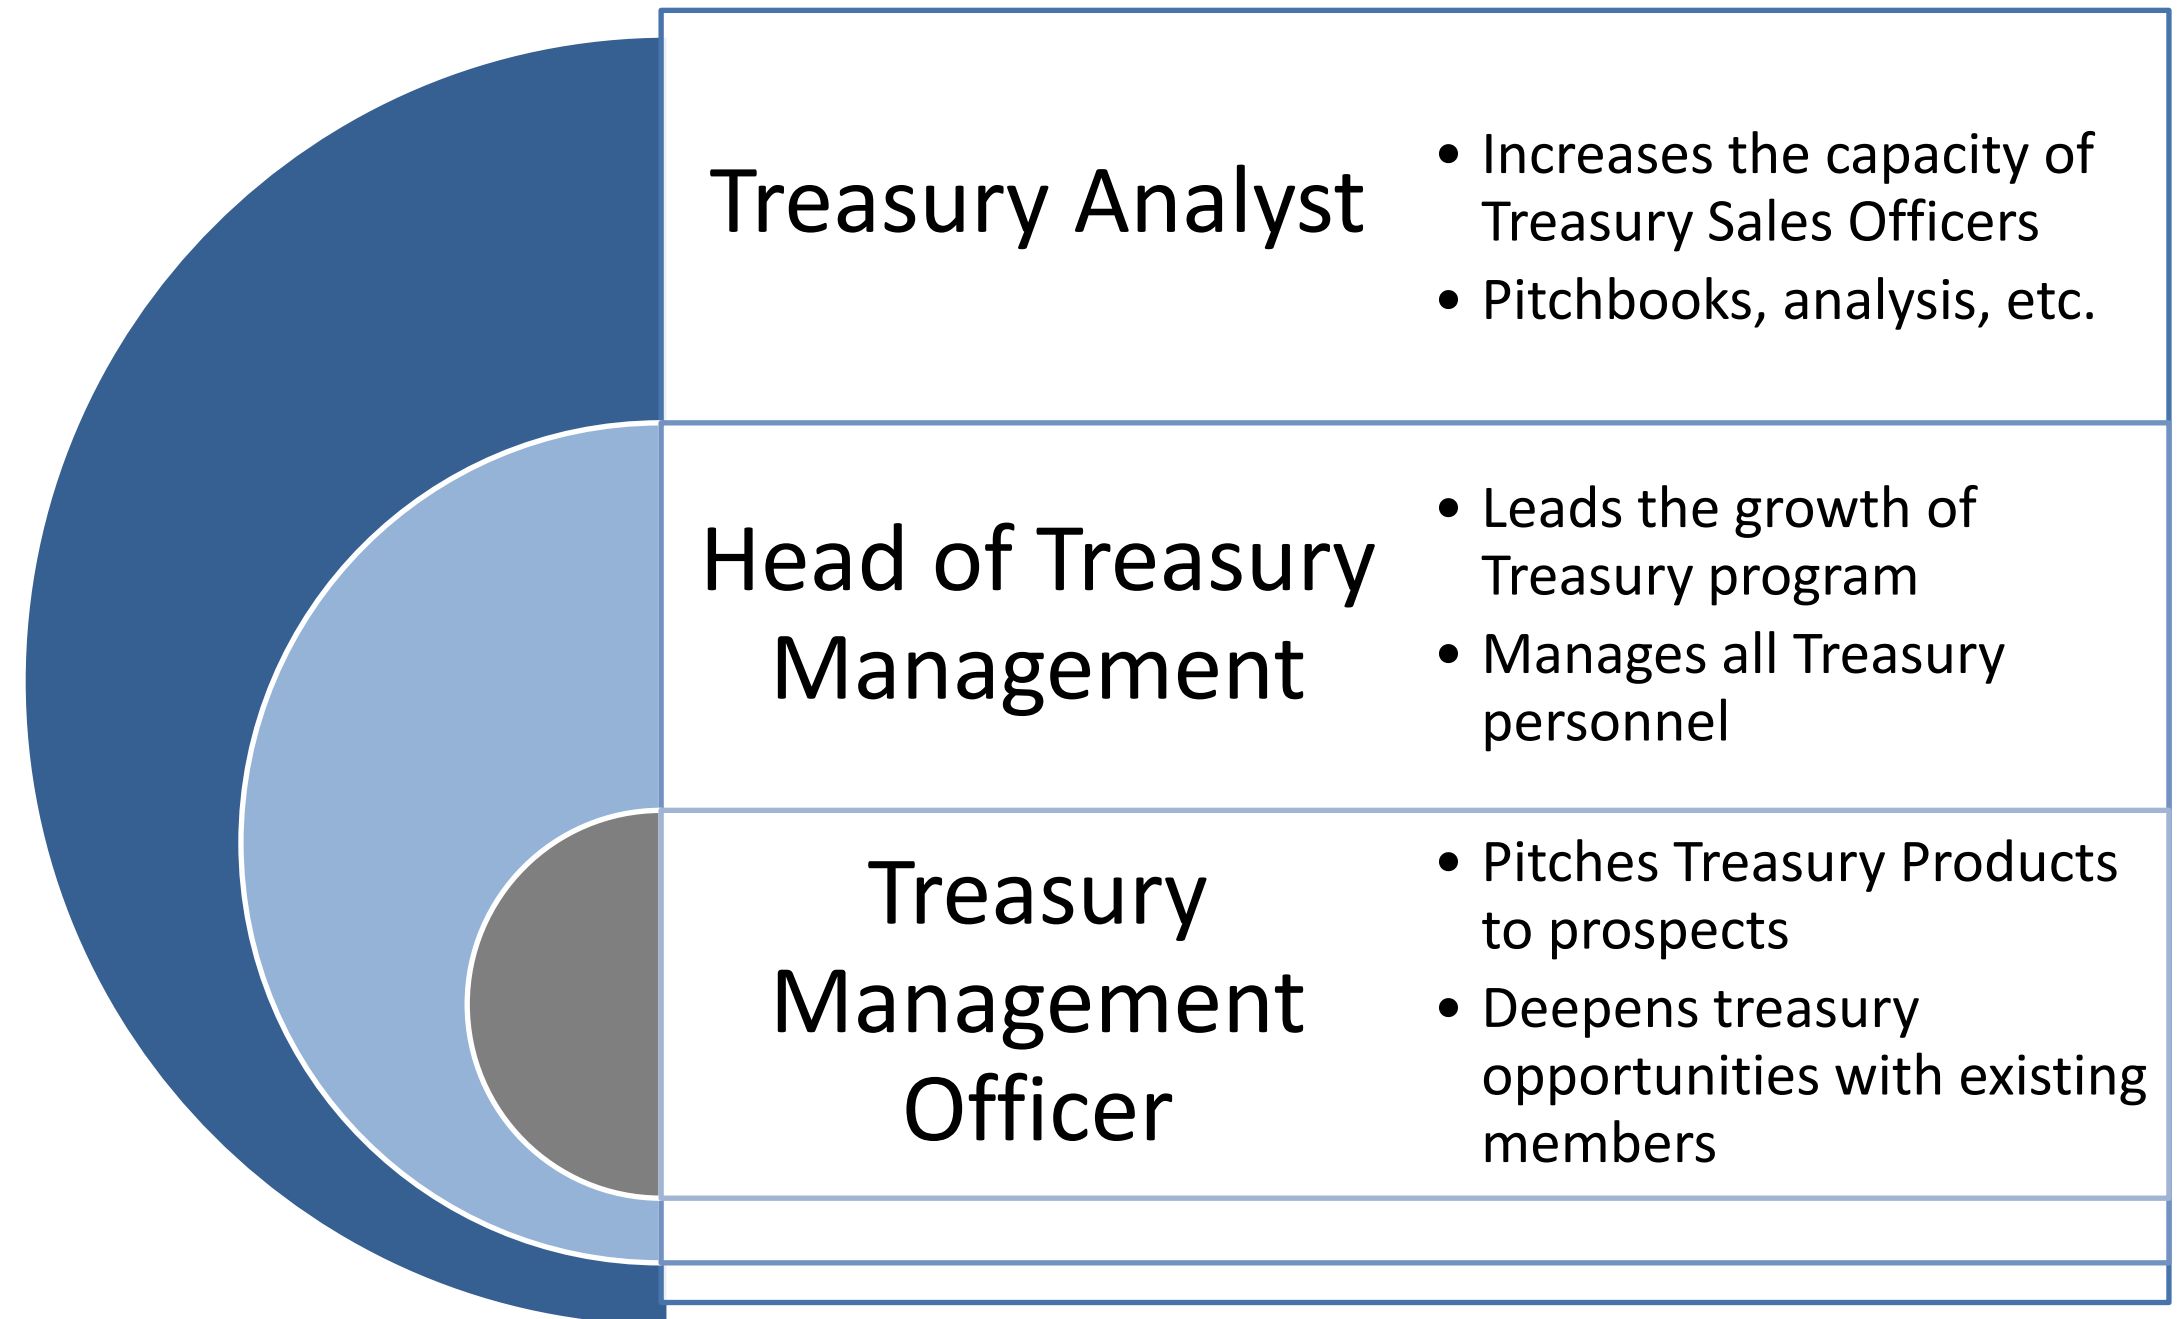 Treasury Analyst
• Increases the capacity of
Treasury Sales Officers
• Pitchbooks, analysis, etc.
Head of Treasury
Management
• Leads the growth of
Treasury program
• Manages all Treasury
personnel
Treasury
Management
Officer
• Pitches Treasury Products
to prospects
• Deepens treasury
opportunities with existing
members